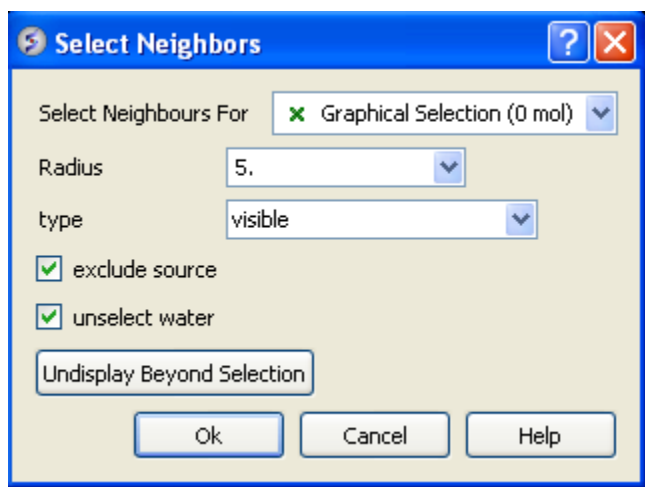 Select Neighbors
Select Neighbours For Graphical Selection (0 mol)
Radius 5.
type visible
exclude source
unselect water
Undisplay Beyond Selection
Ok Cancel Help